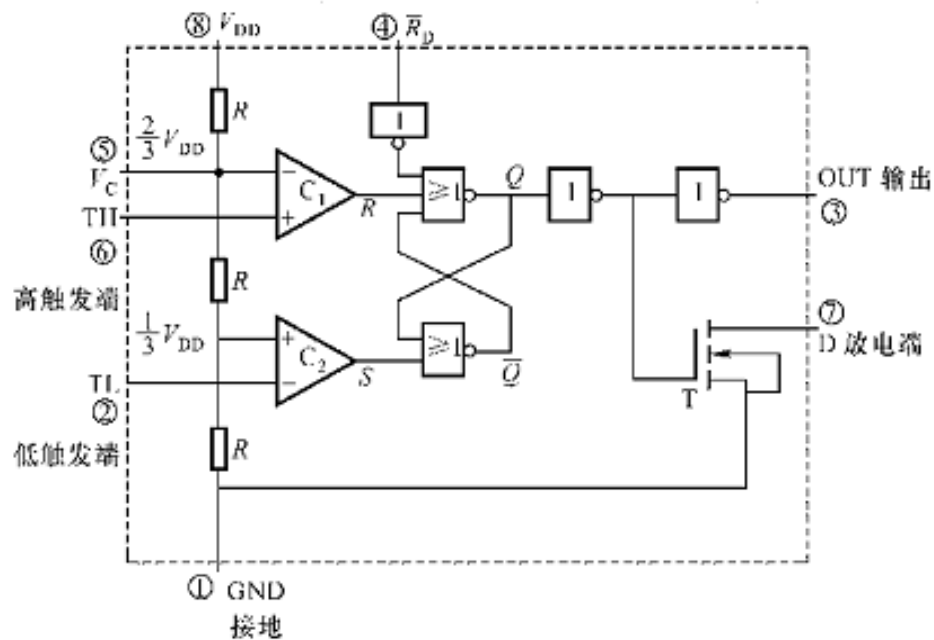 ⑧ V_DD
④ R̅_D
R
2/3 V_DD
⑤
V_C
TH
⑥
高触发端
C₁
R
1
≥1
Q
1
1
OUT 输出
③
R
1/3 V_DD
C₂
S
≥1
Q̅
⑦
D 放电端
T
TL
②
低触发端
R
① GND
接地